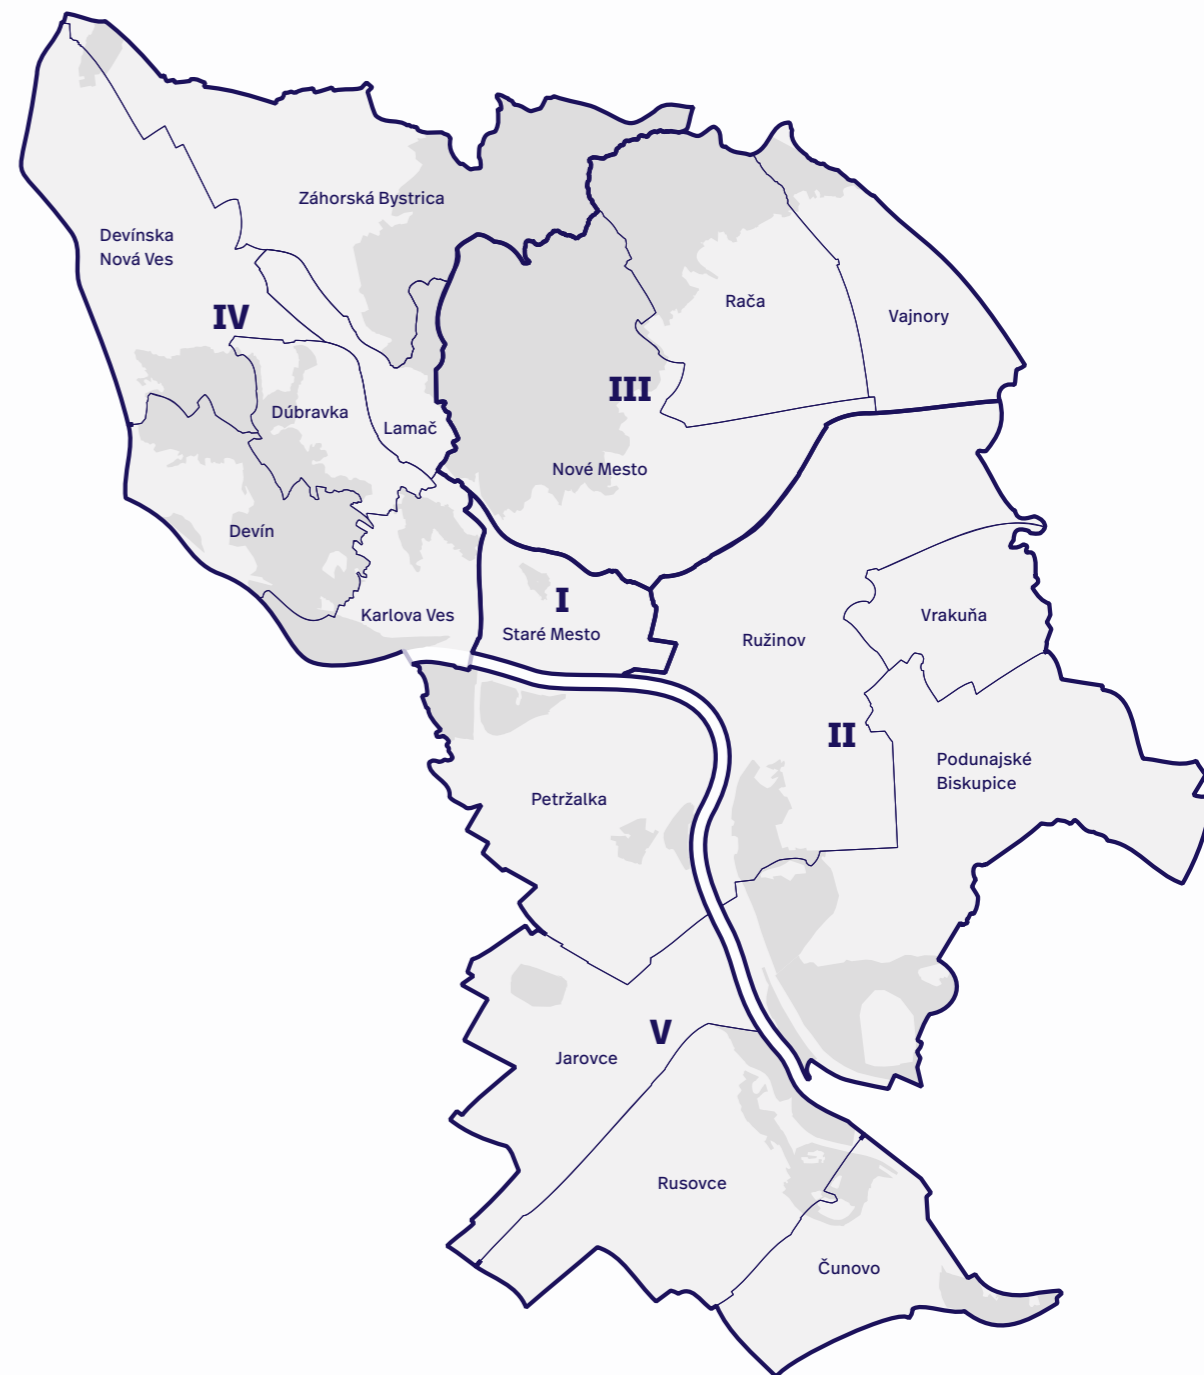 Záhorská Bystrica
Devínska
Nová Ves
IV
Rača
Vajnory
III
Dúbravka
Lamač
Nové Mesto
Devín
I
Karlova Ves
Staré Mesto
Vrakuňa
Ružinov
II
Podunajské
Biskupice
Petržalka
V
Jarovce
Rusovce
Čunovo